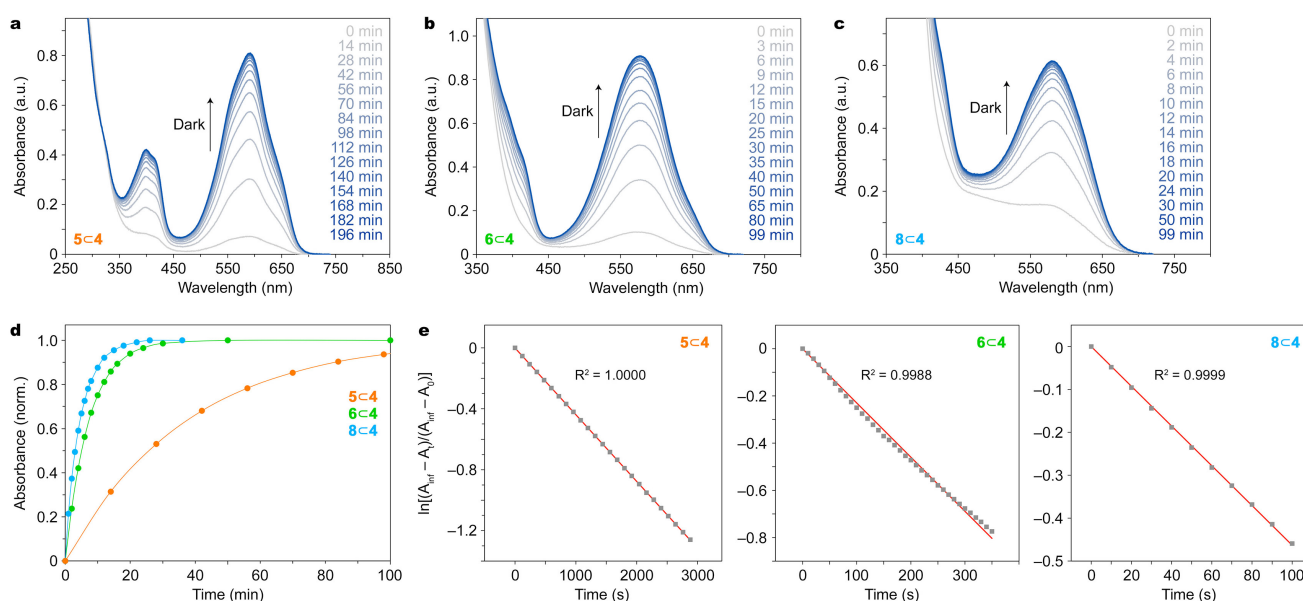 a
Absorbance (a.u.)
0.8
0.6
0.4
0.2
0
250 350 450 550 650 750 850
Wavelength (nm)
Dark
5⊂4
0 min
14 min
28 min
42 min
56 min
70 min
84 min
98 min
112 min
126 min
140 min
154 min
168 min
182 min
196 min
b
Absorbance (a.u.)
1.0
0.8
0.6
0.4
0.2
0
350 450 550 650 750
Wavelength (nm)
Dark
6⊂4
0 min
3 min
6 min
9 min
12 min
15 min
20 min
25 min
30 min
35 min
40 min
50 min
65 min
80 min
99 min
c
Absorbance (a.u.)
0.6
0.4
0.2
0
350 450 550 650 750
Wavelength (nm)
Dark
8⊂4
0 min
2 min
4 min
6 min
8 min
10 min
12 min
14 min
16 min
18 min
20 min
24 min
30 min
50 min
99 min
d
Absorbance (norm.)
1.0
0.8
0.6
0.4
0.2
0
0 20 40 60 80 100
Time (min)
5⊂4
6⊂4
8⊂4
e
ln[(A_inf – A_t)/(A_inf – A_0)]
0
–0.4
–0.8
–1.2
0 1000 2000 3000
Time (s)
R² = 1.0000
5⊂4
0
–0.2
–0.4
–0.6
–0.8
0 100 200 300
Time (s)
R² = 0.9988
6⊂4
0
–0.1
–0.2
–0.3
–0.4
–0.5
0 20 40 60 80 100
Time (s)
R² = 0.9999
8⊂4